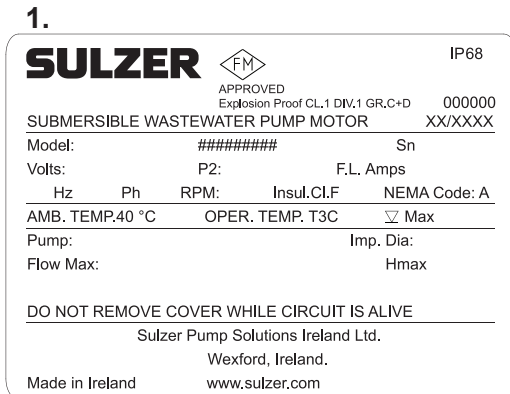 1.
SULZER FM IP68
APPROVED
Explosion Proof CL.1 DIV.1 GR.C+D 000000
SUBMERSIBLE WASTEWATER PUMP MOTOR XX/XXXX
Model: ######### Sn
Volts: P2: F.L. Amps
Hz Ph RPM: Insul.Cl.F NEMA Code: A
AMB. TEMP.40 °C OPER. TEMP. T3C ▽ Max
Pump: Imp. Dia:
Flow Max: Hmax
DO NOT REMOVE COVER WHILE CIRCUIT IS ALIVE
Sulzer Pump Solutions Ireland Ltd.
Wexford, Ireland.
Made in Ireland www.sulzer.com